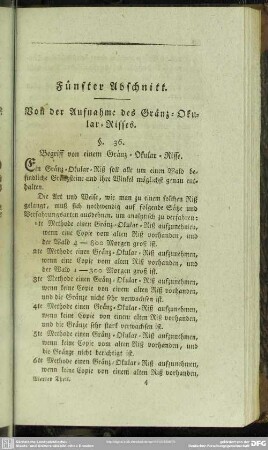 Fünfter Abschnitt.
Von der Aufnahme des Gränz-Oku-
lar-Risses.
§. 36.
Begriff von einem Gränz-Okular-Risse.
Ein Gränz-Okular-Riß soll alle um einen Wald be-
findliche Gränzsteine und ihre Winkel möglichst genau ent-
halten.
Die Art und Weise, wie man zu einem solchen Riß
gelangt, muß sich nothwendig auf folgende Sätze und
Verfahrungsarten ausdehnen, um analytisch zu verfahren:
1te Methode einen Gränz-Okular-Riß aufzunehmen,
wenn eine Copie vom alten Riß vorhanden, und
der Wald 4 — 800 Morgen groß ist.
2te Methode einen Gränz-Okular-Riß aufzunehmen,
wenn eine Copie vom alten Riß vorhanden, und
der Wald 1 — 300 Morgen groß ist.
3te Methode einen Gränz-Okular-Riß aufzunehmen,
wenn keine Copie von einem alten Riß vorhanden,
und die Gränze nicht sehr verwachsen ist.
4te Methode einen Gränz-Okular-Riß aufzunehmen,
wenn keine Copie von einem alten Riß vorhanden,
und die Gränze sehr stark verwachsen ist.
5te Methode einen Gränz-Okular-Riß aufzunehmen,
wenn keine Copie vom alten Riß vorhanden, und
die Gränze nicht berichtigt ist.
6te Methode einen Gränz-Okular-Riß aufzunehmen,
wenn keine Copie von einem alten Riß vorhanden,
Vierter Theil. 4